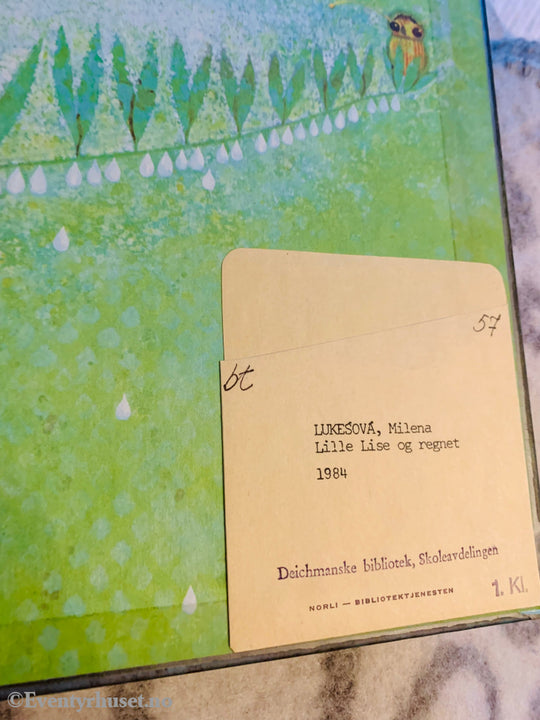 57
bt
LUKEŠOVÁ, Milena
Lille Lise og regnet
1984
Deichmanske bibliotek, Skoleavdelingen
NORLI — BIBLIOTEKTJENESTEN
1. Kl.
©Eventyrhuset.no